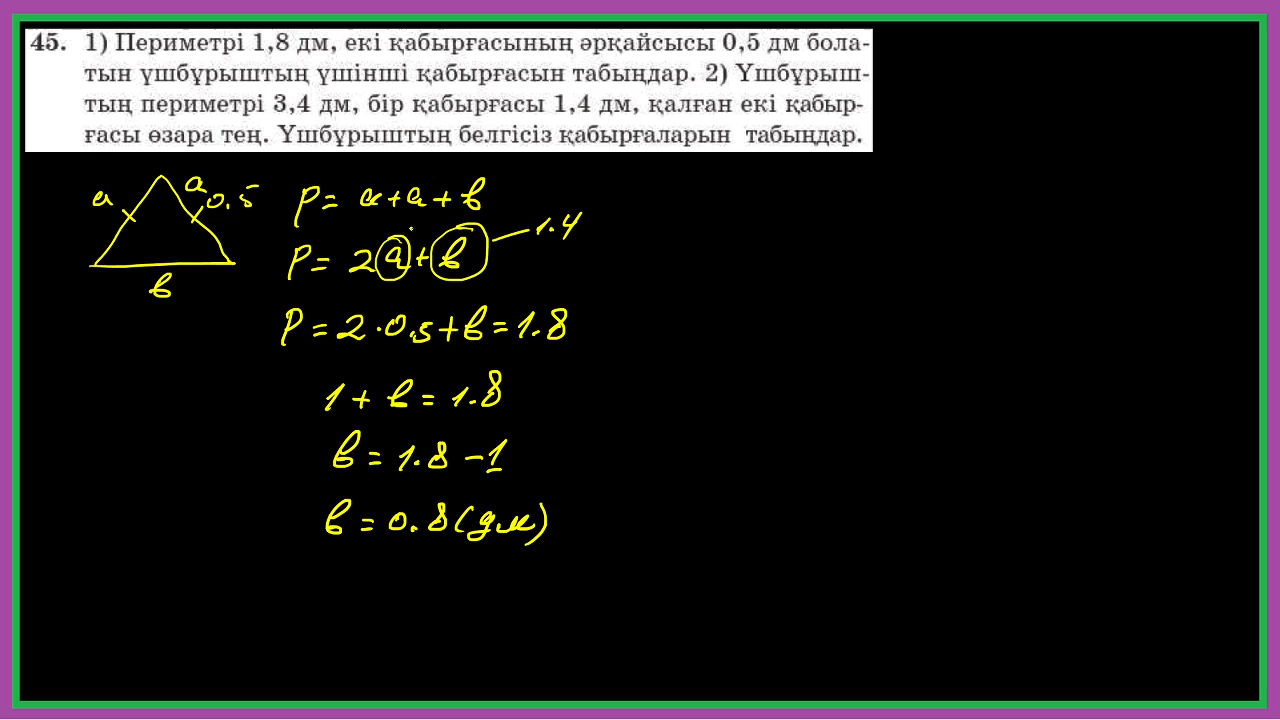 45. 1) Периметрі 1,8 дм, екі қабырғасының әрқайсысы 0,5 дм бола-
тын үшбұрыштың үшінші қабырғасын табыңдар. 2) Үшбұрыш-
тың периметрі 3,4 дм, бір қабырғасы 1,4 дм, қалған екі қабыр-
ғасы өзара тең. Үшбұрыштың белгісіз қабырғаларын табыңдар.
a
a
0.5
в
P = a + a + в
P = 2a + в
1.4
P = 2 · 0.5 + в = 1.8
1 + в = 1.8
в = 1.8 - 1
в = 0.8 (дм)